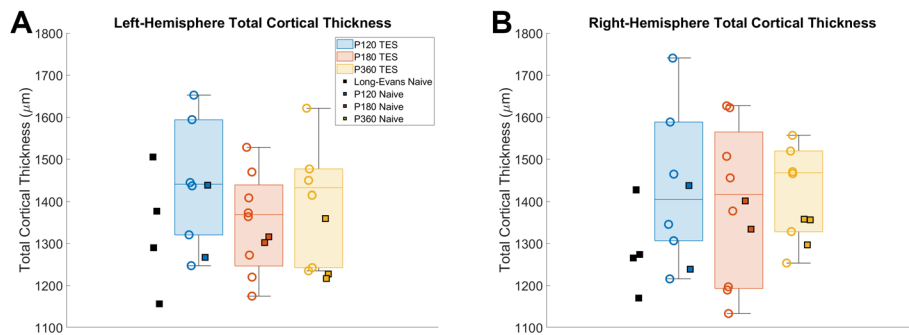 A
Left-Hemisphere Total Cortical Thickness
Total Cortical Thickness (μm)
1800
1700
1600
1500
1400
1300
1200
1100
P120 TES
P180 TES
P360 TES
Long-Evans Naive
P120 Naive
P180 Naive
P360 Naive
B
Right-Hemisphere Total Cortical Thickness
Total Cortical Thickness (μm)
1800
1700
1600
1500
1400
1300
1200
1100